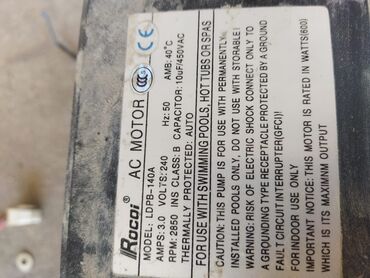 Rocoi
AC MOTOR
CCC
CE
MODEL: LDPB-140A
AMPS: 3.0 VOLTS: 240 Hz: 50 AMB: 40°C
RPM: 2850 INS CLASS: B CAPACITOR: 10uF/450VAC
THERMALLY PROTECTED: AUTO
FOR USE WITH SWIMMING POOLS, HOT TUBS OR SPAS
CAUTION: THIS PUMP IS FOR USE WITH PERMANENTLY
INSTALLED POOLS ONLY, DO NOT USE WITH STORABLE
WARNING: RISK OF ELECTRIC SHOCK CONNECT ONLY TO
A GROUNDING TYPE RECEPTACLE PROTECTED BY A GROUND
FAULT CIRCUIT INTERRUPTER(GFCI)
FOR INDOOR USE ONLY
IMPORTANT NOTICE: THIS MOTOR IS RATED IN WATTS(600)
WHICH IS ITS MAXIMNM OUTPUT